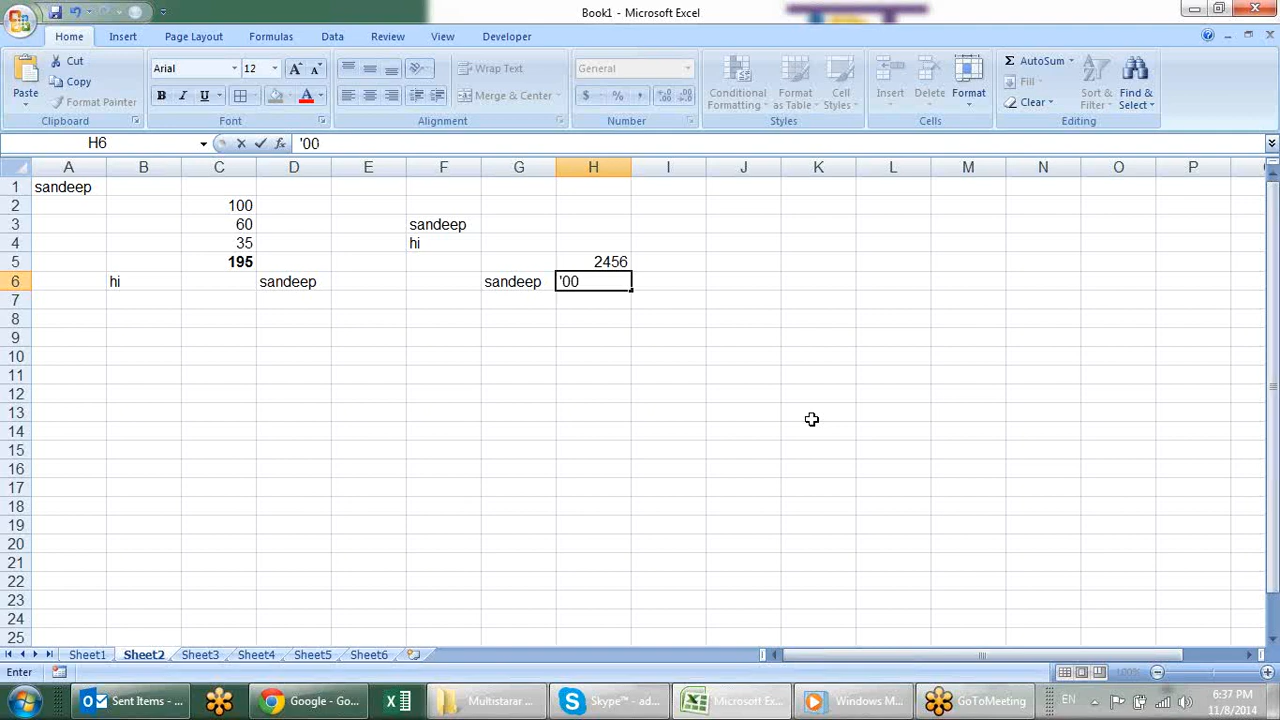 Book1 - Microsoft Excel
Home Insert Page Layout Formulas Data Review View Developer
Cut
Copy
Format Painter
Paste
Clipboard
Arial 12
B I U
Font
Wrap Text
Merge & Center
Alignment
General
$ % ,
Number
Conditional Formatting
Format as Table
Cell Styles
Styles
Insert Delete Format
Cells
Σ AutoSum
Fill
Clear
Sort & Filter
Find & Select
Editing
H6 '00
A B C D E F G H I J K L M N O P
1 sandeep
2 100
3 60 sandeep
4 35 hi
5 195 2456
6 hi sandeep sandeep '00
7
8
9
10
11
12
13
14
15
16
17
18
19
20
21
22
23
24
25
Sheet1 Sheet2 Sheet3 Sheet4 Sheet5 Sheet6
Enter 100%
Sent Items - ... Google - Go... Multistarar ... Skype™ - ad... Microsoft Ex... Windows M... GoToMeeting EN 6:37 PM
11/8/2014